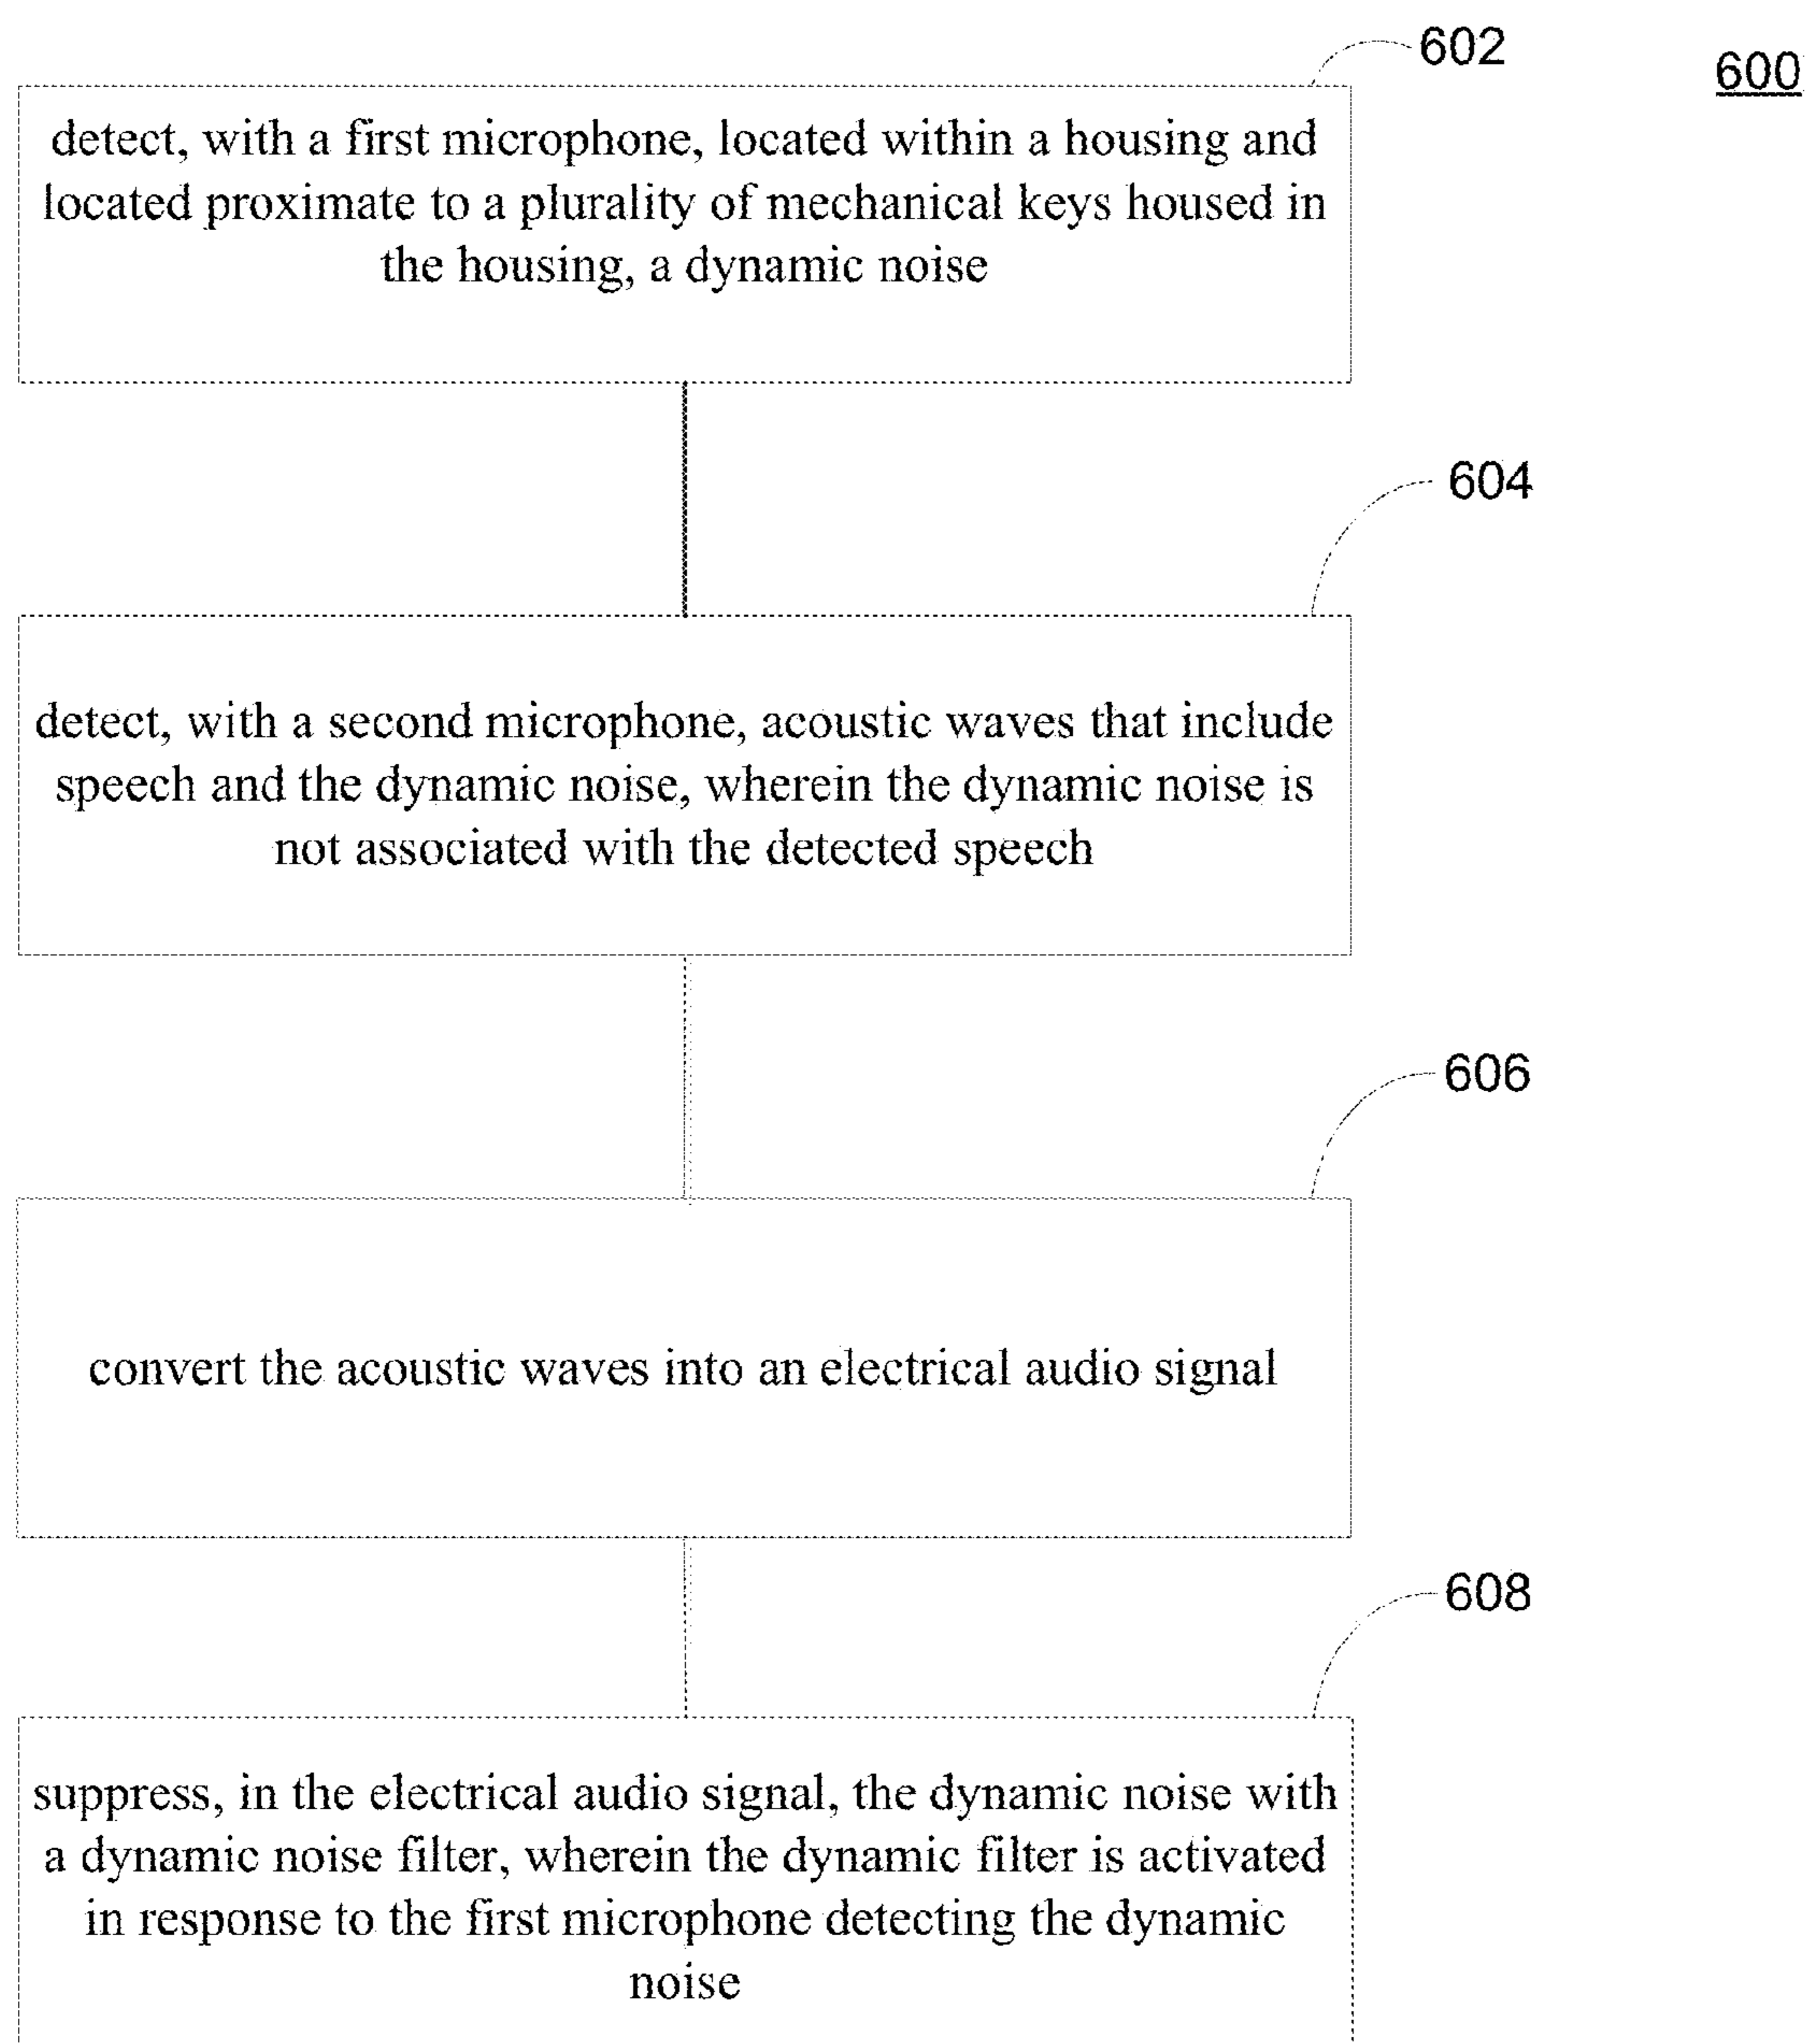 602
600
detect, with a first microphone, located within a housing and
located proximate to a plurality of mechanical keys housed in
the housing, a dynamic noise
604
detect, with a second microphone, acoustic waves that include
speech and the dynamic noise, wherein the dynamic noise is
not associated with the detected speech
606
convert the acoustic waves into an electrical audio signal
608
suppress, in the electrical audio signal, the dynamic noise with
a dynamic noise filter, wherein the dynamic filter is activated
in response to the first microphone detecting the dynamic
noise